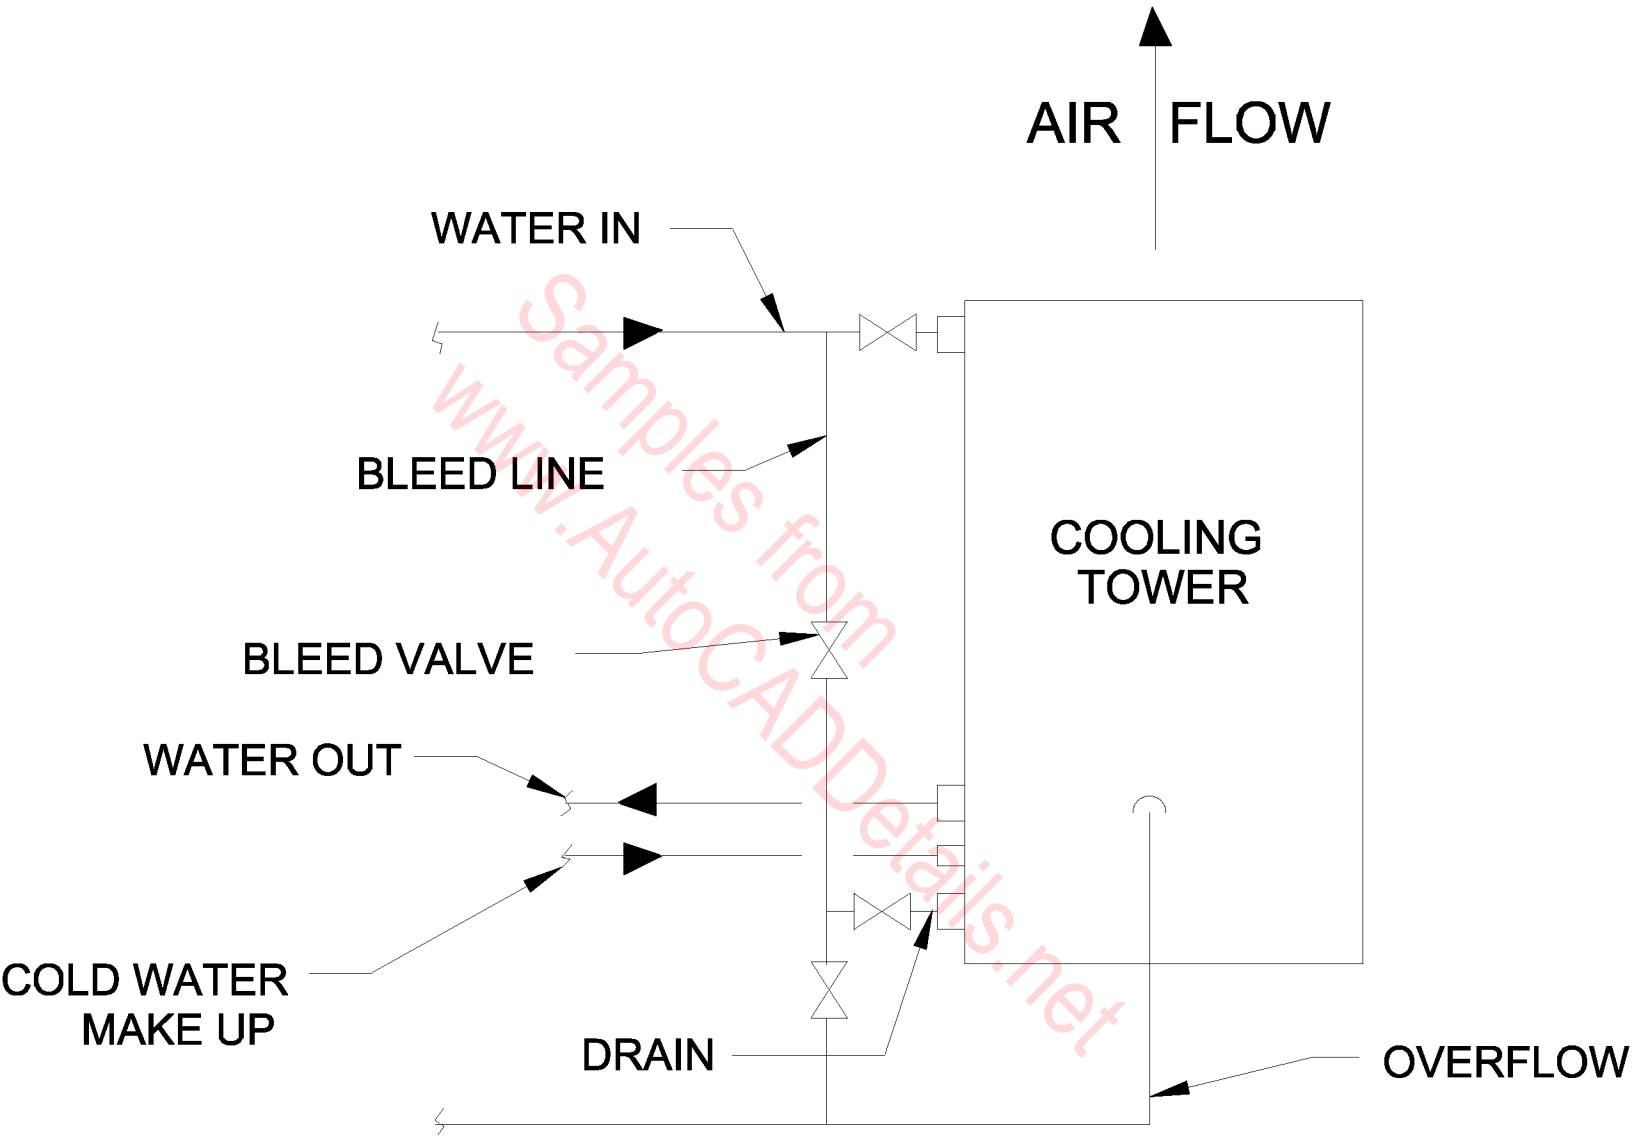 AIR FLOW
WATER IN
Samples from
www.AutoCADDetails.net
BLEED LINE
COOLING
TOWER
BLEED VALVE
WATER OUT
COLD WATER
MAKE UP
DRAIN
OVERFLOW